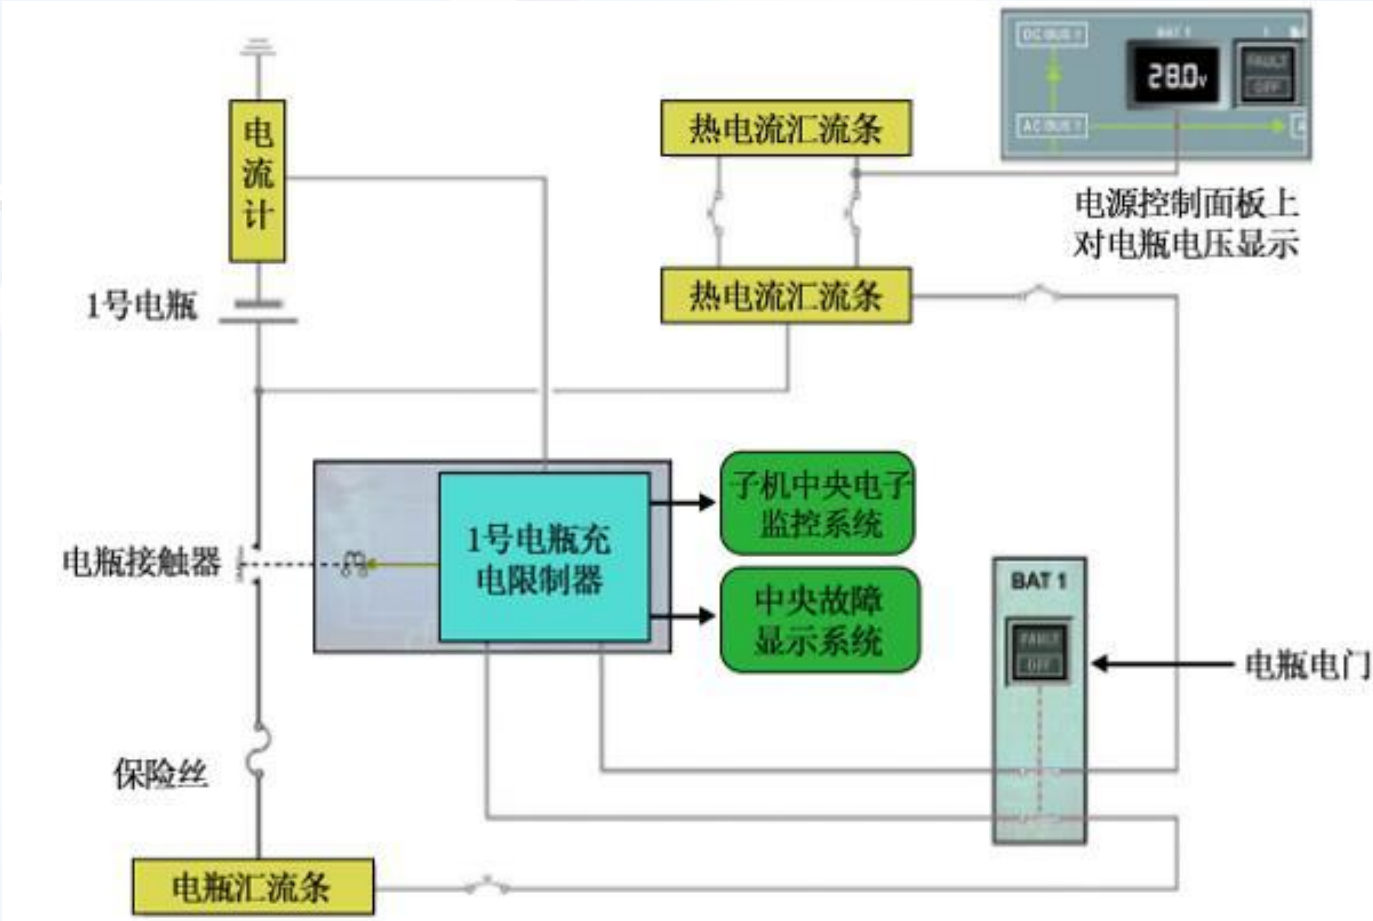 DC BUS 1
BAT 1
28.0v
FAULT
OFF
AC BUS 1
电流计
热电流汇流条
电源控制面板上
对电瓶电压显示
1号电瓶
热电流汇流条
子机中央电子
监控系统
1号电瓶充
电限制器
电瓶接触器
中央故障
显示系统
BAT 1
FAULT
OFF
电瓶电门
保险丝
电瓶汇流条